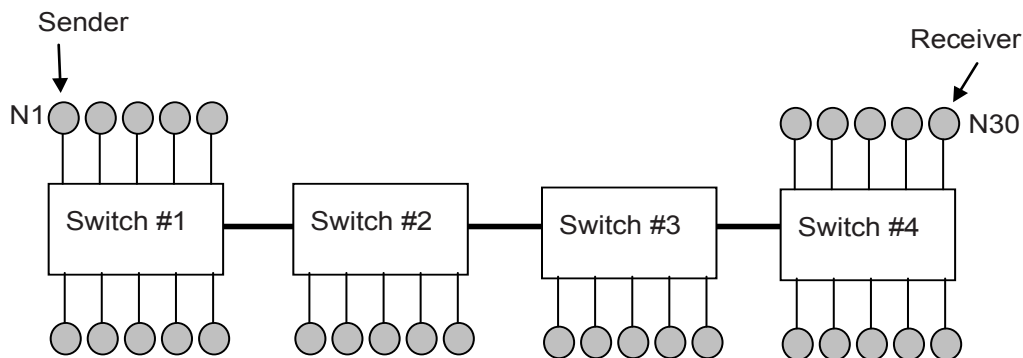 Sender
Receiver
N1
N30
Switch #1
Switch #2
Switch #3
Switch #4